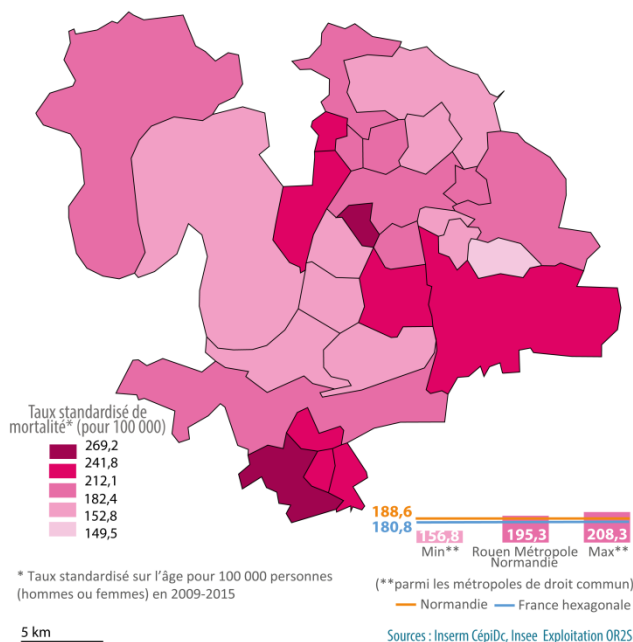 Taux standardisé de
mortalité* (pour 100 000)
269,2
241,8
212,1
182,4
152,8
149,5
188,6
180,8
156,8
195,3
208,3
Min**
Rouen Métropole
Normandie
Max**
(**parmi les métropoles de droit commun)
Normandie
France hexagonale
* Taux standardisé sur l'âge pour 100 000 personnes
(hommes ou femmes) en 2009-2015
5 km
Sources : Inserm CépiDc, Insee Exploitation OR2S